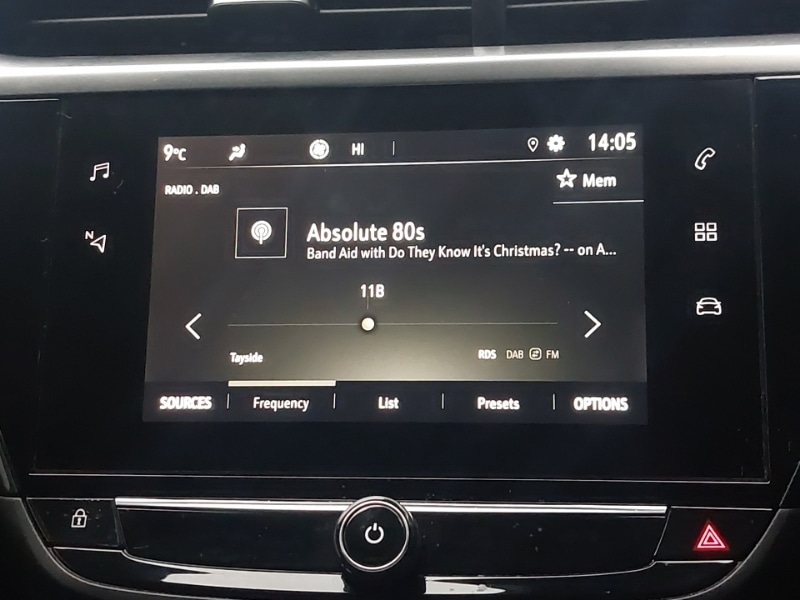 9°C HI 14:05
Mem
RADIO . DAB
Absolute 80s
Band Aid with Do They Know It's Christmas? -- on A...
11B
Tayside RDS DAB FM
SOURCES Frequency List Presets OPTIONS
N